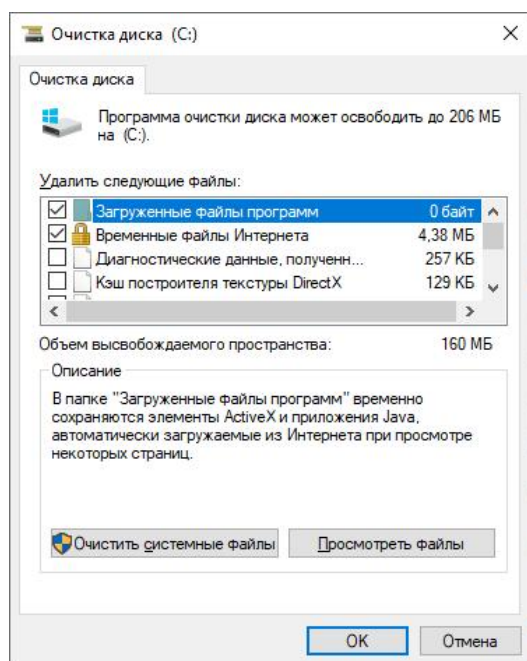 Очистка диска (C:)
Очистка диска
Программа очистки диска может освободить до 206 МБ
на (C:).
Удалить следующие файлы:
Загруженные файлы программ 0 байт
Временные файлы Интернета 4,38 МБ
Диагностические данные, полученн... 257 КБ
Кэш построителя текстуры DirectX 129 КБ
Объем высвобождаемого пространства: 160 МБ
Описание
В папке "Загруженные файлы программ" временно
сохраняются элементы ActiveX и приложения Java,
автоматически загружаемые из Интернета при просмотре
некоторых страниц.
Очистить системные файлы Просмотреть файлы
OK Отмена